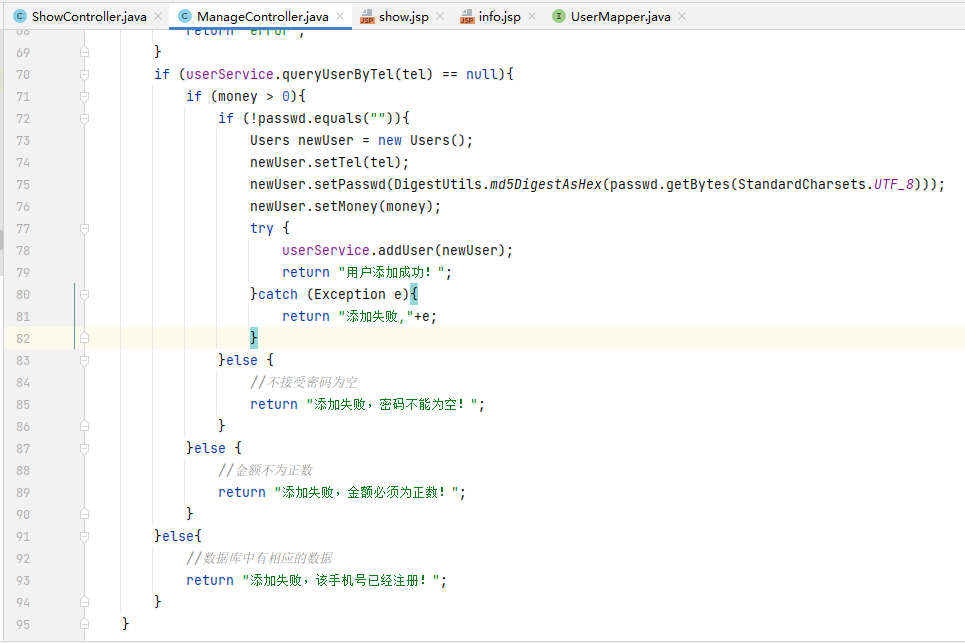 ShowController.java ManageController.java show.jsp info.jsp UserMapper.java
68 return "error";
69 }
70 if (userService.queryUserByTel(tel) == null){
71 if (money > 0){
72 if (!passwd.equals("")){
73 Users newUser = new Users();
74 newUser.setTel(tel);
75 newUser.setPasswd(DigestUtils.md5DigestAsHex(passwd.getBytes(StandardCharsets.UTF_8)));
76 newUser.setMoney(money);
77 try {
78 userService.addUser(newUser);
79 return "用户添加成功！";
80 }catch (Exception e){
81 return "添加失败,"+e;
82 }
83 }else {
84 //不接受密码为空
85 return "添加失败，密码不能为空！";
86 }
87 }else {
88 //金额不为正数
89 return "添加失败，金额必须为正数！";
90 }
91 }else{
92 //数据库中有相应的数据
93 return "添加失败，该手机号已经注册！";
94 }
95 }